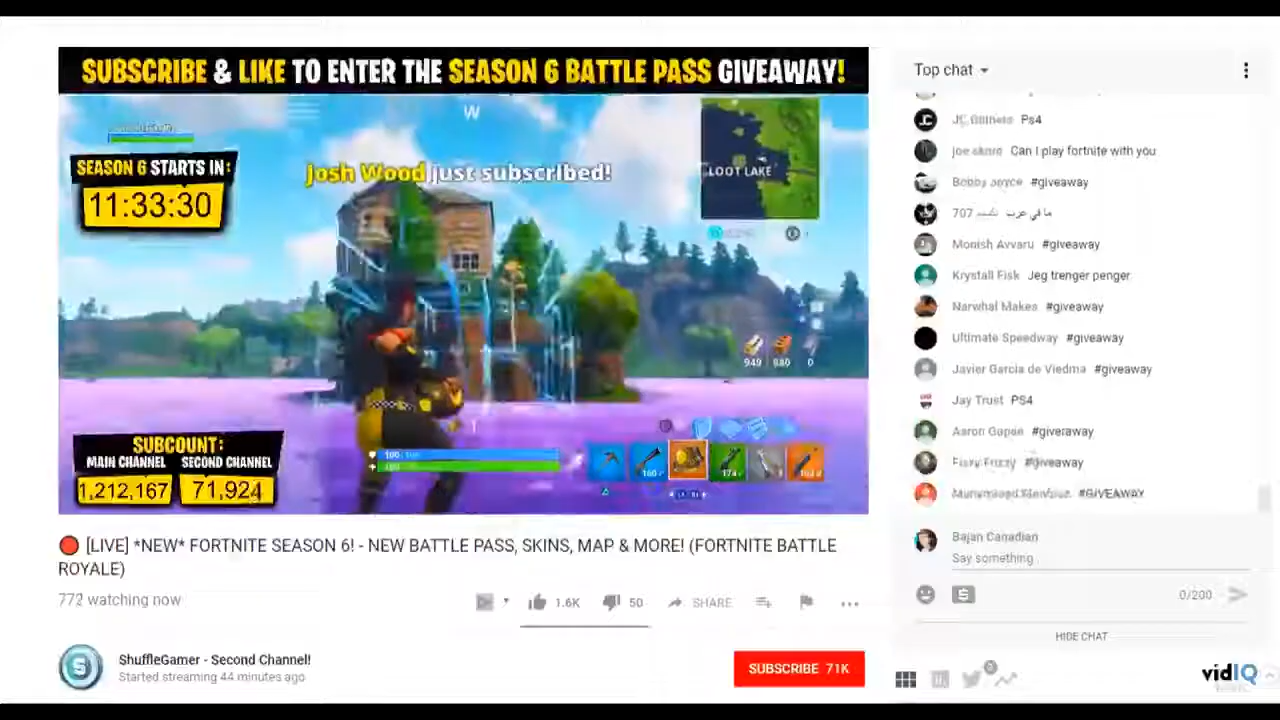 SUBSCRIBE & LIKE TO ENTER THE SEASON 6 BATTLE PASS GIVEAWAY!
W
SEASON 6 STARTS IN:
11:33:30
Josh Wood just subscribed!
LOOT LAKE
949 880 0
SUBCOUNT:
MAIN CHANNEL SECOND CHANNEL
1,212,167 71,924
[LIVE] *NEW* FORTNITE SEASON 6! - NEW BATTLE PASS, SKINS, MAP & MORE! (FORTNITE BATTLE
ROYALE)
772 watching now
1.6K 50 SHARE
ShuffleGamer - Second Channel!
Started streaming 44 minutes ago
SUBSCRIBE 71K
Top chat
Ps4
Can I play fortnite with you
Bobby Joyce #giveaway
707 ما في عرب
Monish Avvaru #giveaway
Krystall Fisk Jeg trenger penger
Narwhal Makes #giveaway
Ultimate Speedway #giveaway
Javier Garcia de Viedma #giveaway
Jay Trust PS4
Aaron #giveaway
Fizzy Frizzy #giveaway
#GIVEAWAY
Bajan Canadian
Say something
0/200
HIDE CHAT
vidIQ